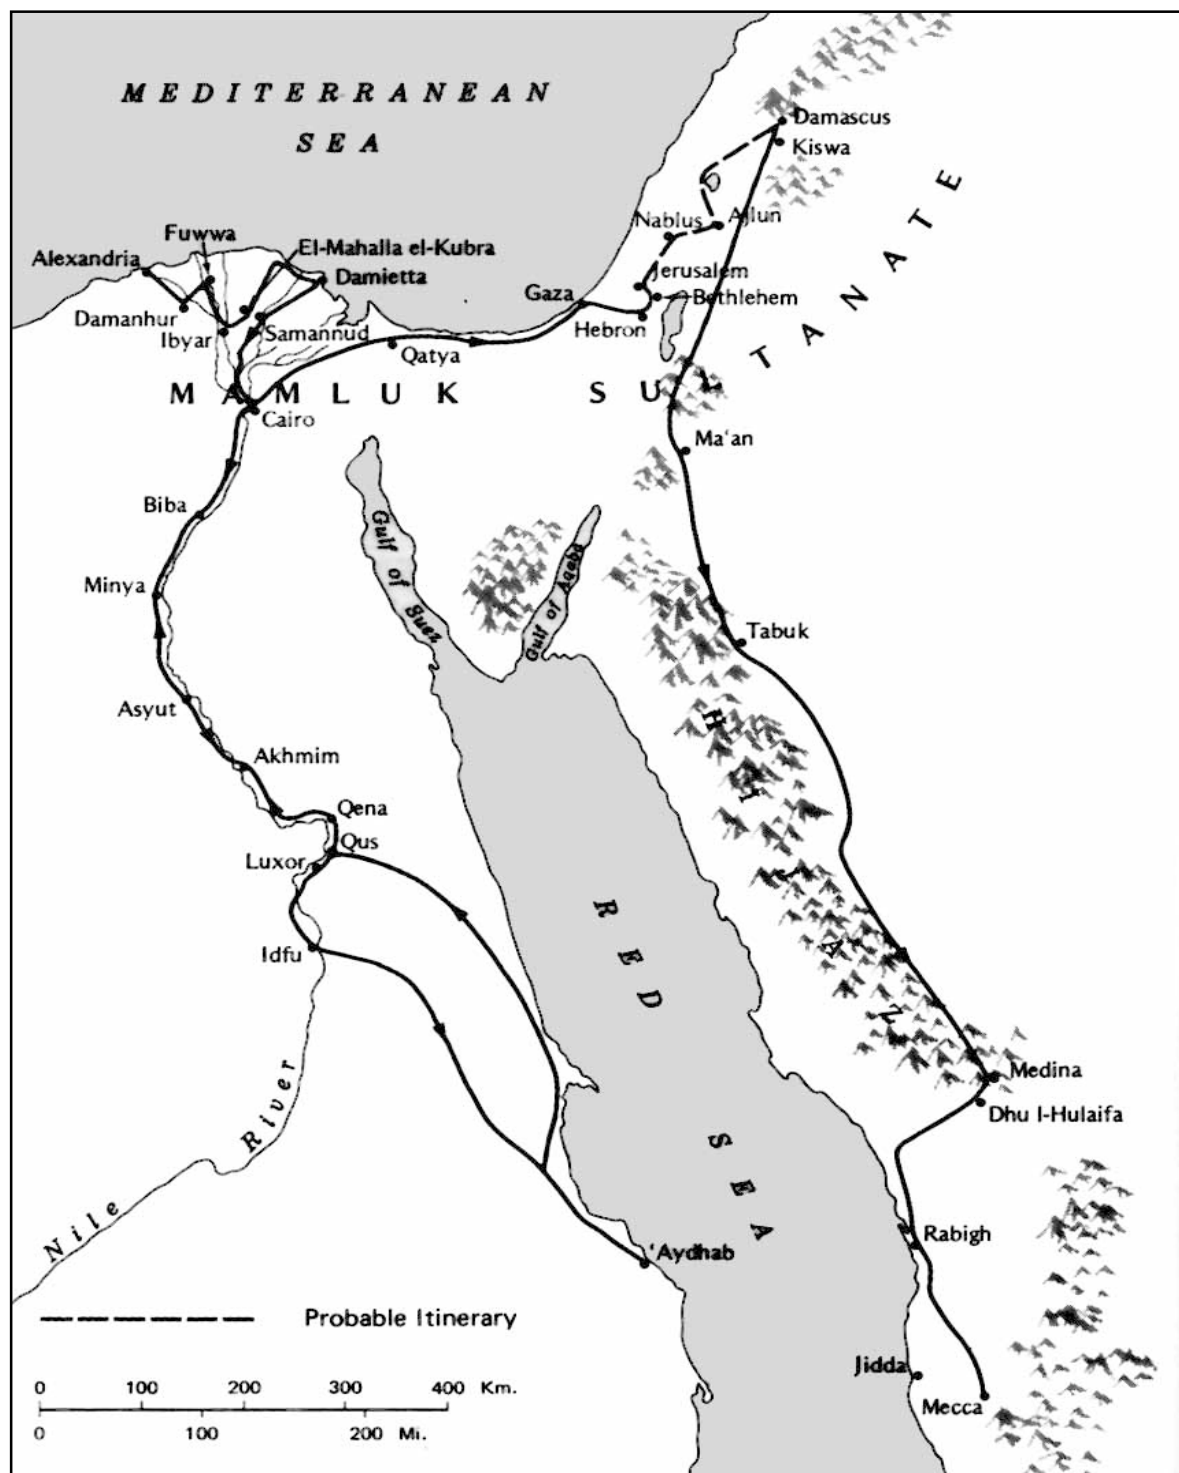 MEDITERRANEAN
SEA
Damascus
Kiswa
Nablus
Ajlun
Fuwwa
El-Mahalla el-Kubra
Alexandria
Damietta
Jerusalem
Gaza
Bethlehem
Damanhur
Hebron
Ibyar
Samannud
Qatya
MAMLUK SULTANATE
Cairo
Ma'an
Biba
Gulf of Suez
Gulf of Aqaba
Minya
Tabuk
Asyut
HIJAZ
Akhmim
Qena
Qus
Luxor
RED SEA
Idfu
Medina
Dhu l-Hulaifa
Nile River
Rabigh
'Aydhab
Probable Itinerary
Jidda
Mecca
0 100 200 300 400 Km.
0 100 200 Mi.